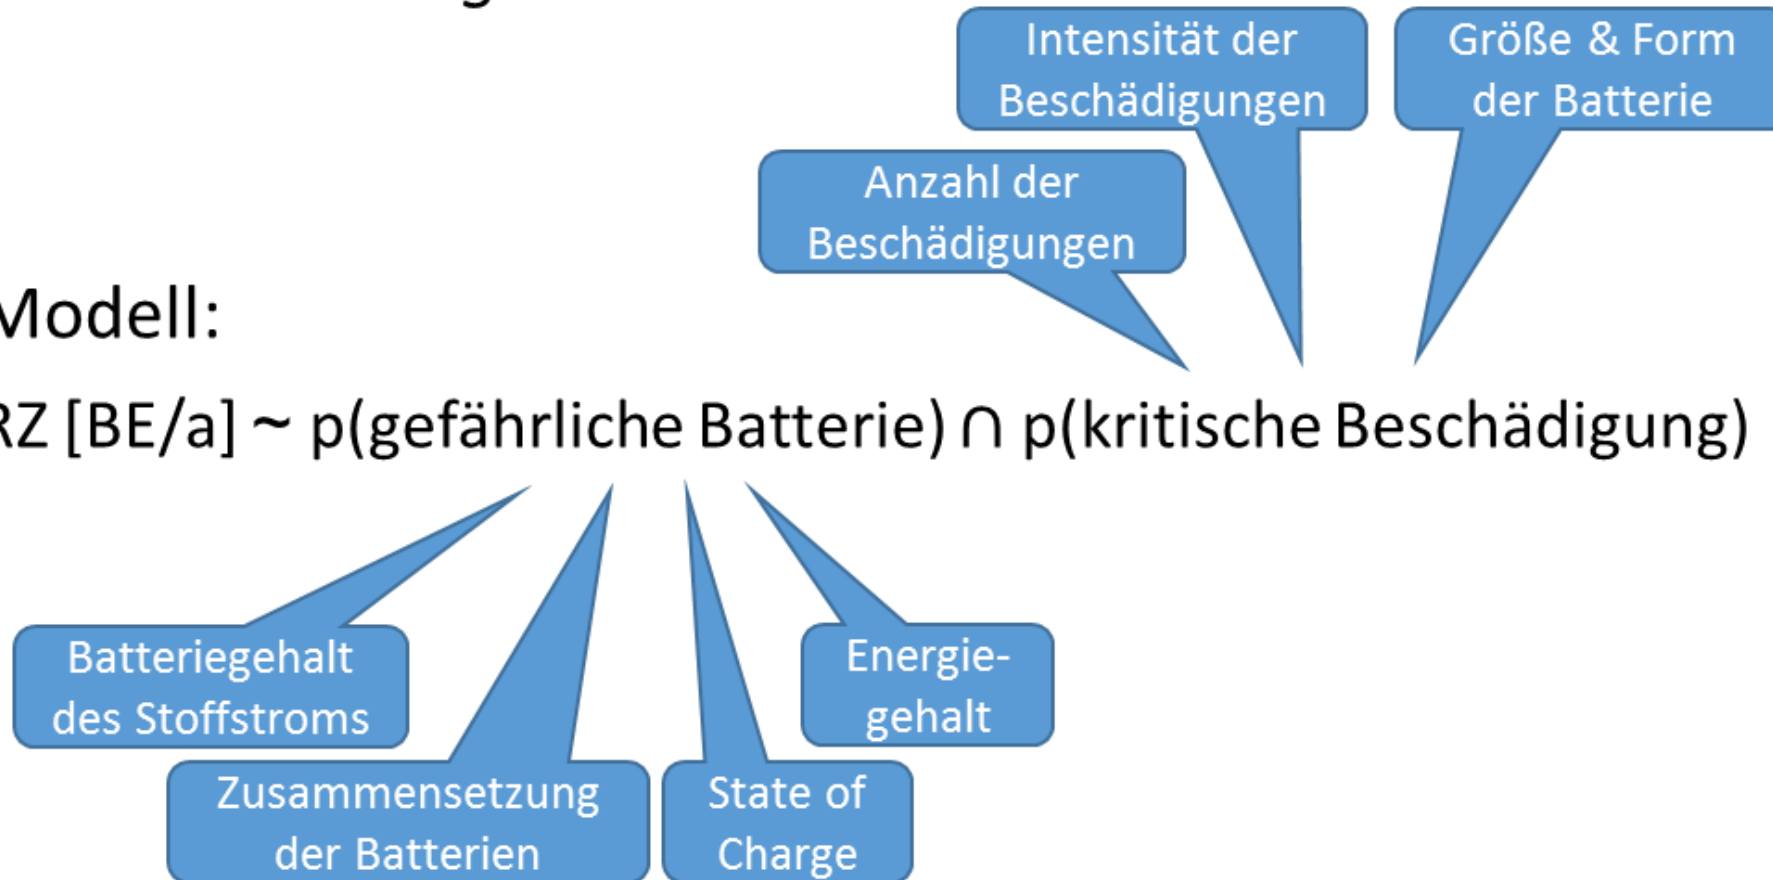 Intensität der
Beschädigungen
Größe & Form
der Batterie
Anzahl der
Beschädigungen
Modell:
RZ [BE/a] ~ p(gefährliche Batterie) ∩ p(kritische Beschädigung)
Batteriegehalt
des Stoffstroms
Energie-
gehalt
Zusammensetzung
der Batterien
State of
Charge